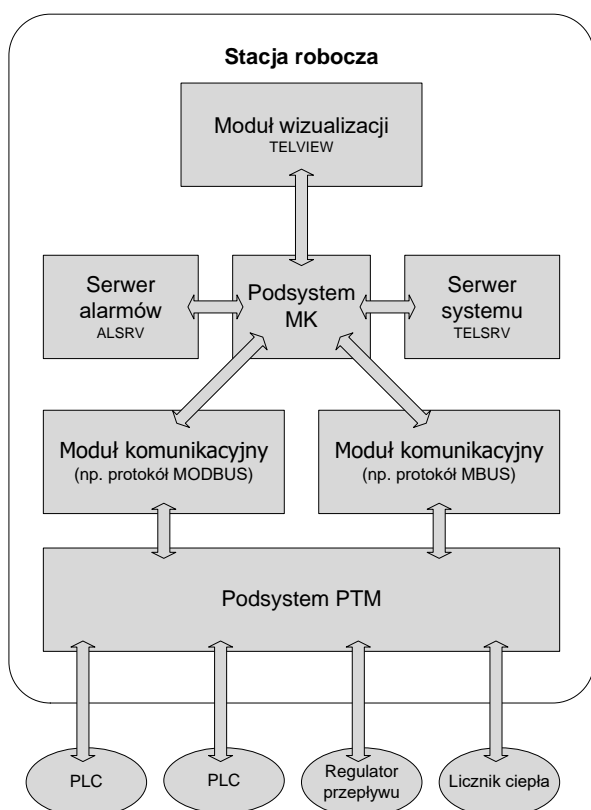 Stacja robocza
Moduł wizualizacji
TELVIEW
Serwer
alarmów
ALSRV
Podsystem
MK
Serwer
systemu
TELSRV
Moduł komunikacyjny
(np. protokół MODBUS)
Moduł komunikacyjny
(np. protokół MBUS)
Podsystem PTM
PLC
PLC
Regulator
przepływu
Licznik ciepła